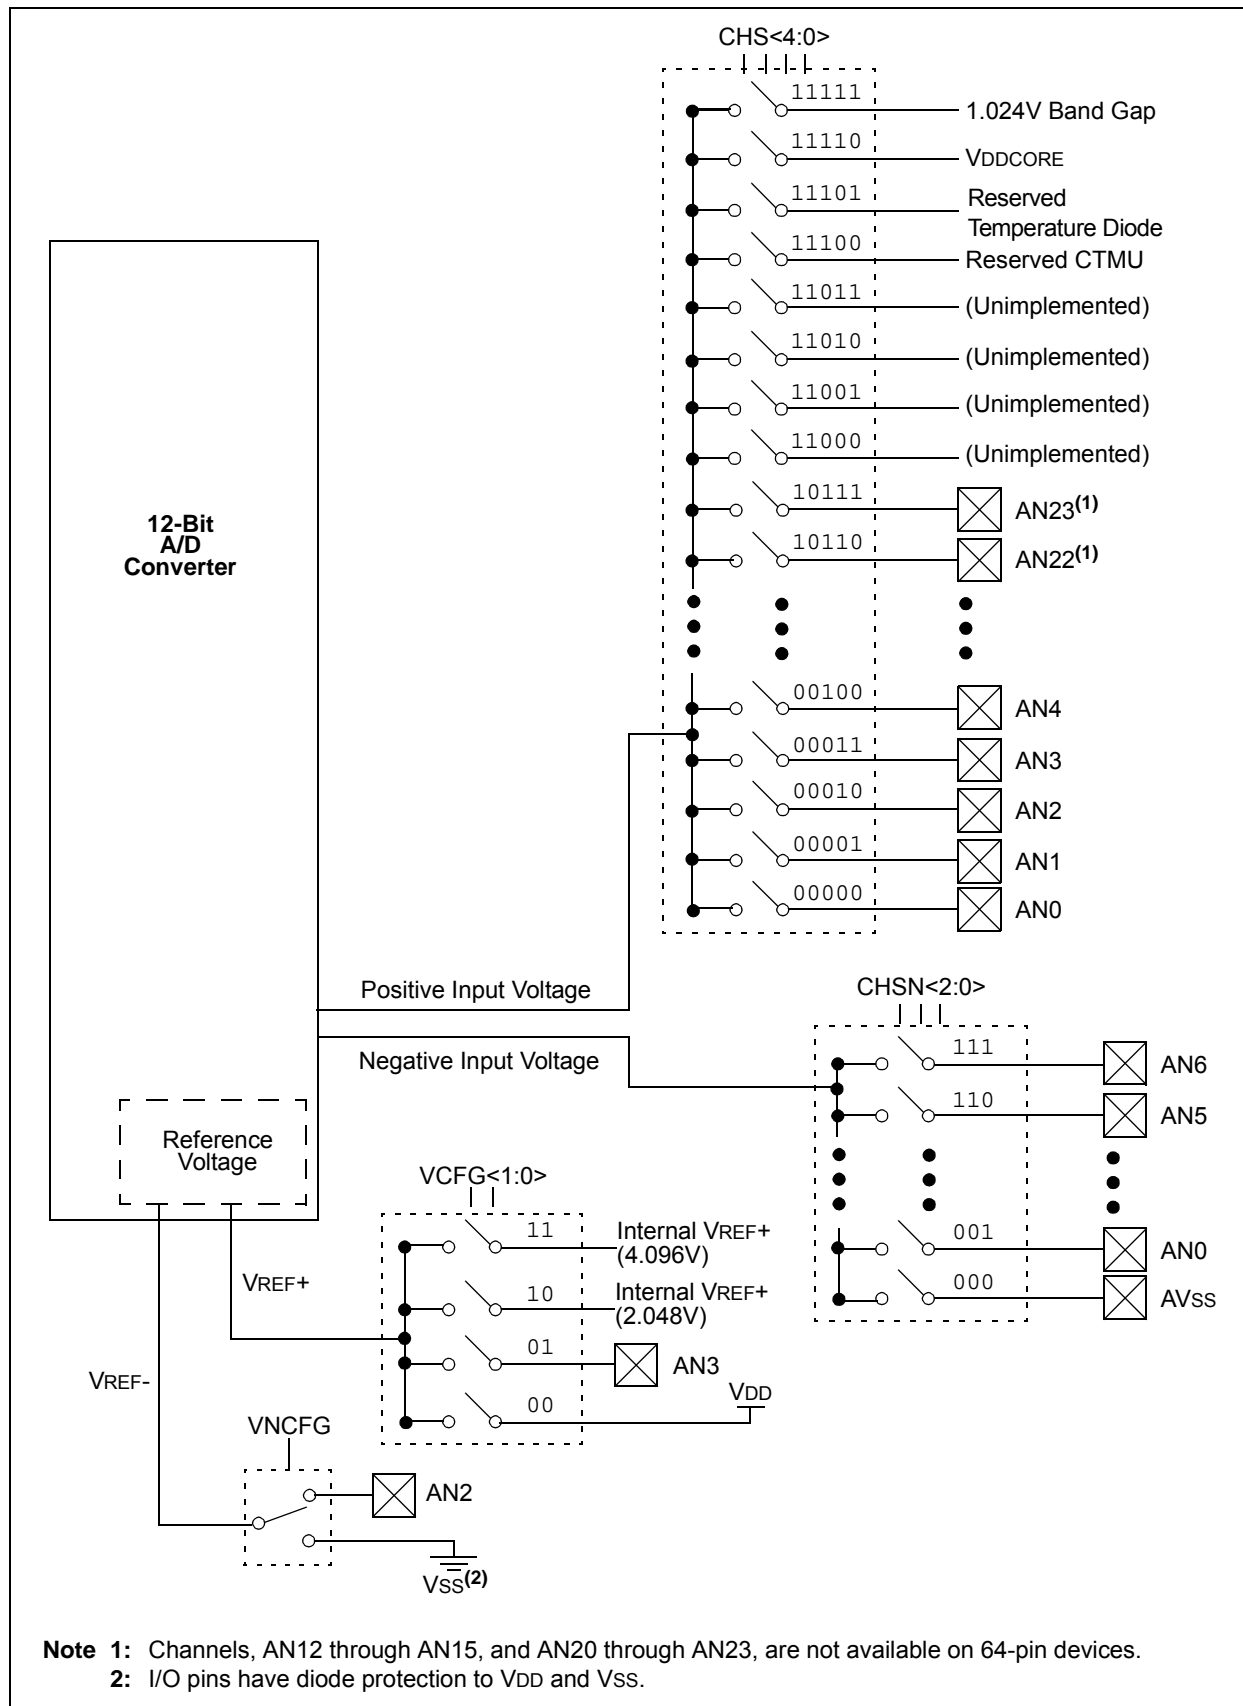 CHS<4:0>
11111
1.024V Band Gap
11110
VDDCORE
11101
Reserved
Temperature Diode
11100
Reserved CTMU
11011
(Unimplemented)
11010
(Unimplemented)
11001
(Unimplemented)
11000
(Unimplemented)
10111
AN23(1)
10110
AN22(1)
12-Bit
A/D
Converter
00100
AN4
00011
AN3
00010
AN2
00001
AN1
00000
AN0
Positive Input Voltage
CHSN<2:0>
Negative Input Voltage
111
AN6
110
AN5
Reference
Voltage
VCFG<1:0>
11
Internal VREF+
(4.096V)
001
AN0
VREF+
10
Internal VREF+
(2.048V)
000
AVSS
01
AN3
VREF-
00
VDD
VNCFG
AN2
VSS(2)
Note 1: Channels, AN12 through AN15, and AN20 through AN23, are not available on 64-pin devices.
2: I/O pins have diode protection to VDD and VSS.